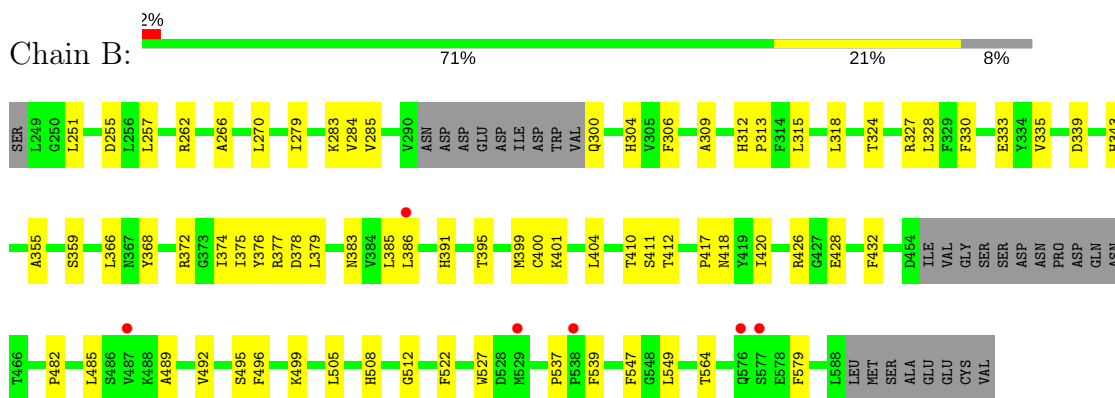 2%
Chain B:
71% 21% 8%
SER L249 G250 L251 D255 L256 L257 R262 A266 L270 I279 K283 V284 V285 V290 ASN ASP ASP GLU ASP ILE ASP TRP VAL Q300 H304 V305 F306 A309 H312 P313 F314 L315 L318 T324 R327 L328 F329 F330 E333 Y334 V335 D339
A355 S359 L366 N367 Y368 R372 G373 I374 I375 Y376 R377 D378 L379 N383 V384 L385 L386 H391 T395 M399 C400 K401 L404 T410 S411 T412 P417 N418 Y419 I420 R426 G427 E428 F432 D454 ILE VAL GLY SER SER ASP ASN PRO ASP GLN ASN
T466 P482 L485 S486 V487 K488 A489 V492 S495 F496 K499 L505 H508 G512 F522 W527 D528 M529 P537 P538 F539 F547 G548 L549 T564 Q576 S577 E578 F579 L588 LEU MET SER ALA GLU GLU CYS VAL